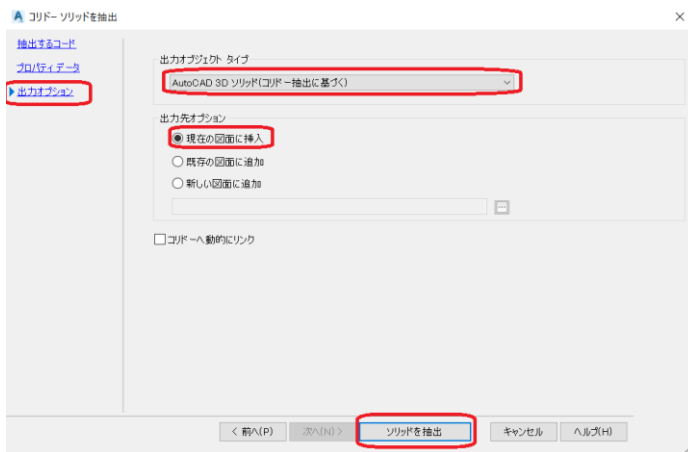 コリドー ソリッドを抽出
抽出するコード
プロパティ データ
出力オプション
出力オブジェクト タイプ
AutoCAD 3D ソリッド(コリドー抽出に基づく)
出力先オプション
現在の図面に挿入
既存の図面に追加
新しい図面に追加
コリドーへ動的にリンク
< 前へ(P)
次へ(N) >
ソリッドを抽出
キャンセル
ヘルプ(H)